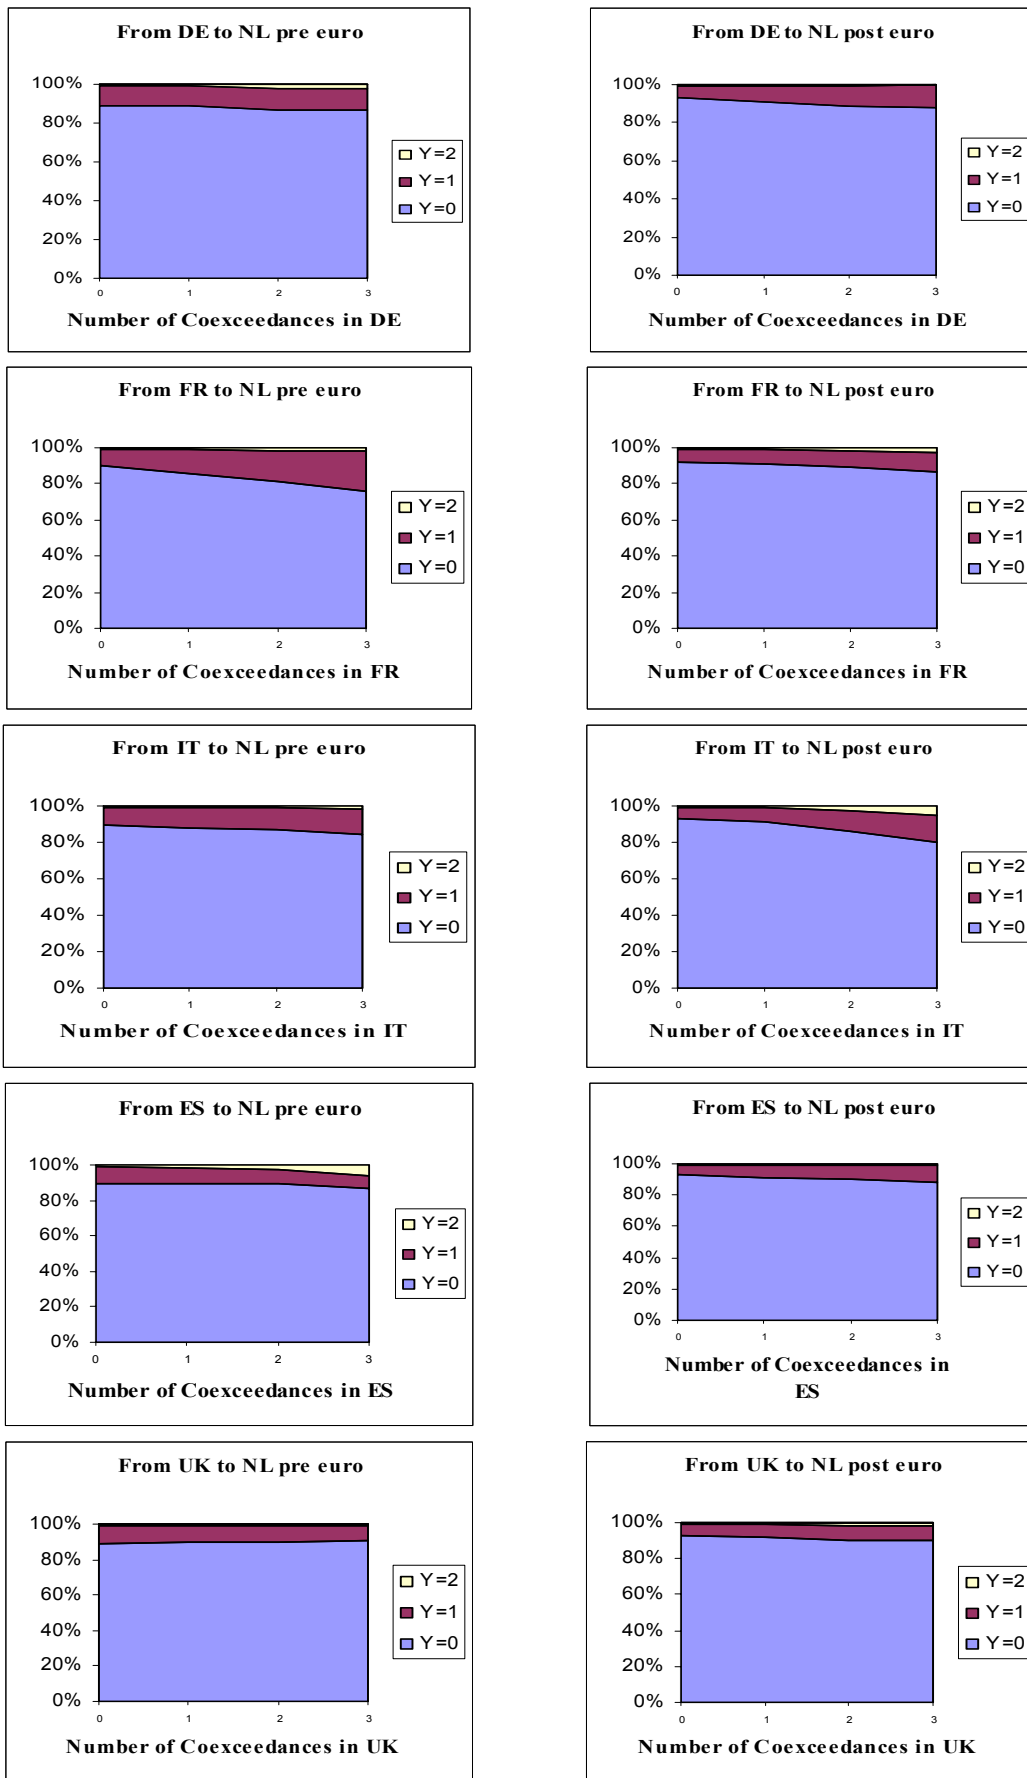 From DE to NL pre euro
100%
80%
60%
40%
20%
0%
0 1 2 3
Number of Coexceedances in DE
Y=2
Y=1
Y=0
From DE to NL post euro
100%
80%
60%
40%
20%
0%
0 1 2 3
Number of Coexceedances in DE
Y=2
Y=1
Y=0
From FR to NL pre euro
100%
80%
60%
40%
20%
0%
0 1 2 3
Number of Coexceedances in FR
Y=2
Y=1
Y=0
From FR to NL post euro
100%
80%
60%
40%
20%
0%
0 1 2 3
Number of Coexceedances in FR
Y=2
Y=1
Y=0
From IT to NL pre euro
100%
80%
60%
40%
20%
0%
0 1 2 3
Number of Coexceedances in IT
Y=2
Y=1
Y=0
From IT to NL post euro
100%
80%
60%
40%
20%
0%
0 1 2 3
Number of Coexceedances in IT
Y=2
Y=1
Y=0
From ES to NL pre euro
100%
80%
60%
40%
20%
0%
0 1 2 3
Number of Coexceedances in ES
Y=2
Y=1
Y=0
From ES to NL post euro
100%
80%
60%
40%
20%
0%
0 1 2 3
Number of Coexceedances in
ES
Y=2
Y=1
Y=0
From UK to NL pre euro
100%
80%
60%
40%
20%
0%
0 1 2 3
Number of Coexceedances in UK
Y=2
Y=1
Y=0
From UK to NL post euro
100%
80%
60%
40%
20%
0%
0 1 2 3
Number of Coexceedances in UK
Y=2
Y=1
Y=0